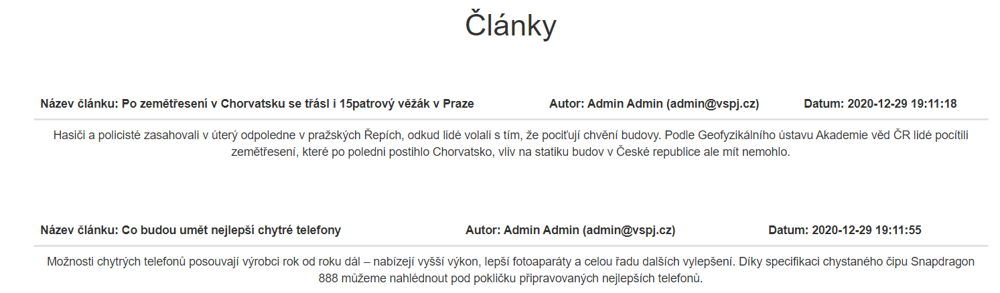 Články
Název článku: Po zemětřesení v Chorvatsku se třásl i 15patrový věžák v Praze Autor: Admin Admin (admin@vspj.cz) Datum: 2020-12-29 19:11:18
Hasiči a policisté zasahovali v úterý odpoledne v pražských Řepích, odkud lidé volali s tím, že pociťují chvění budovy. Podle Geofyzikálního ústavu Akademie věd ČR lidé pocítili
zemětřesení, které po poledni postihlo Chorvatsko, vliv na statiku budov v České republice ale mít nemohlo.
Název článku: Co budou umět nejlepší chytré telefony Autor: Admin Admin (admin@vspj.cz) Datum: 2020-12-29 19:11:55
Možnosti chytrých telefonů posouvají výrobci rok od roku dál – nabízejí vyšší výkon, lepší fotoaparáty a celou řadu dalších vylepšení. Díky specifikaci chystaného čipu Snapdragon
888 můžeme nahlédnout pod pokličku připravovaných nejlepších telefonů.